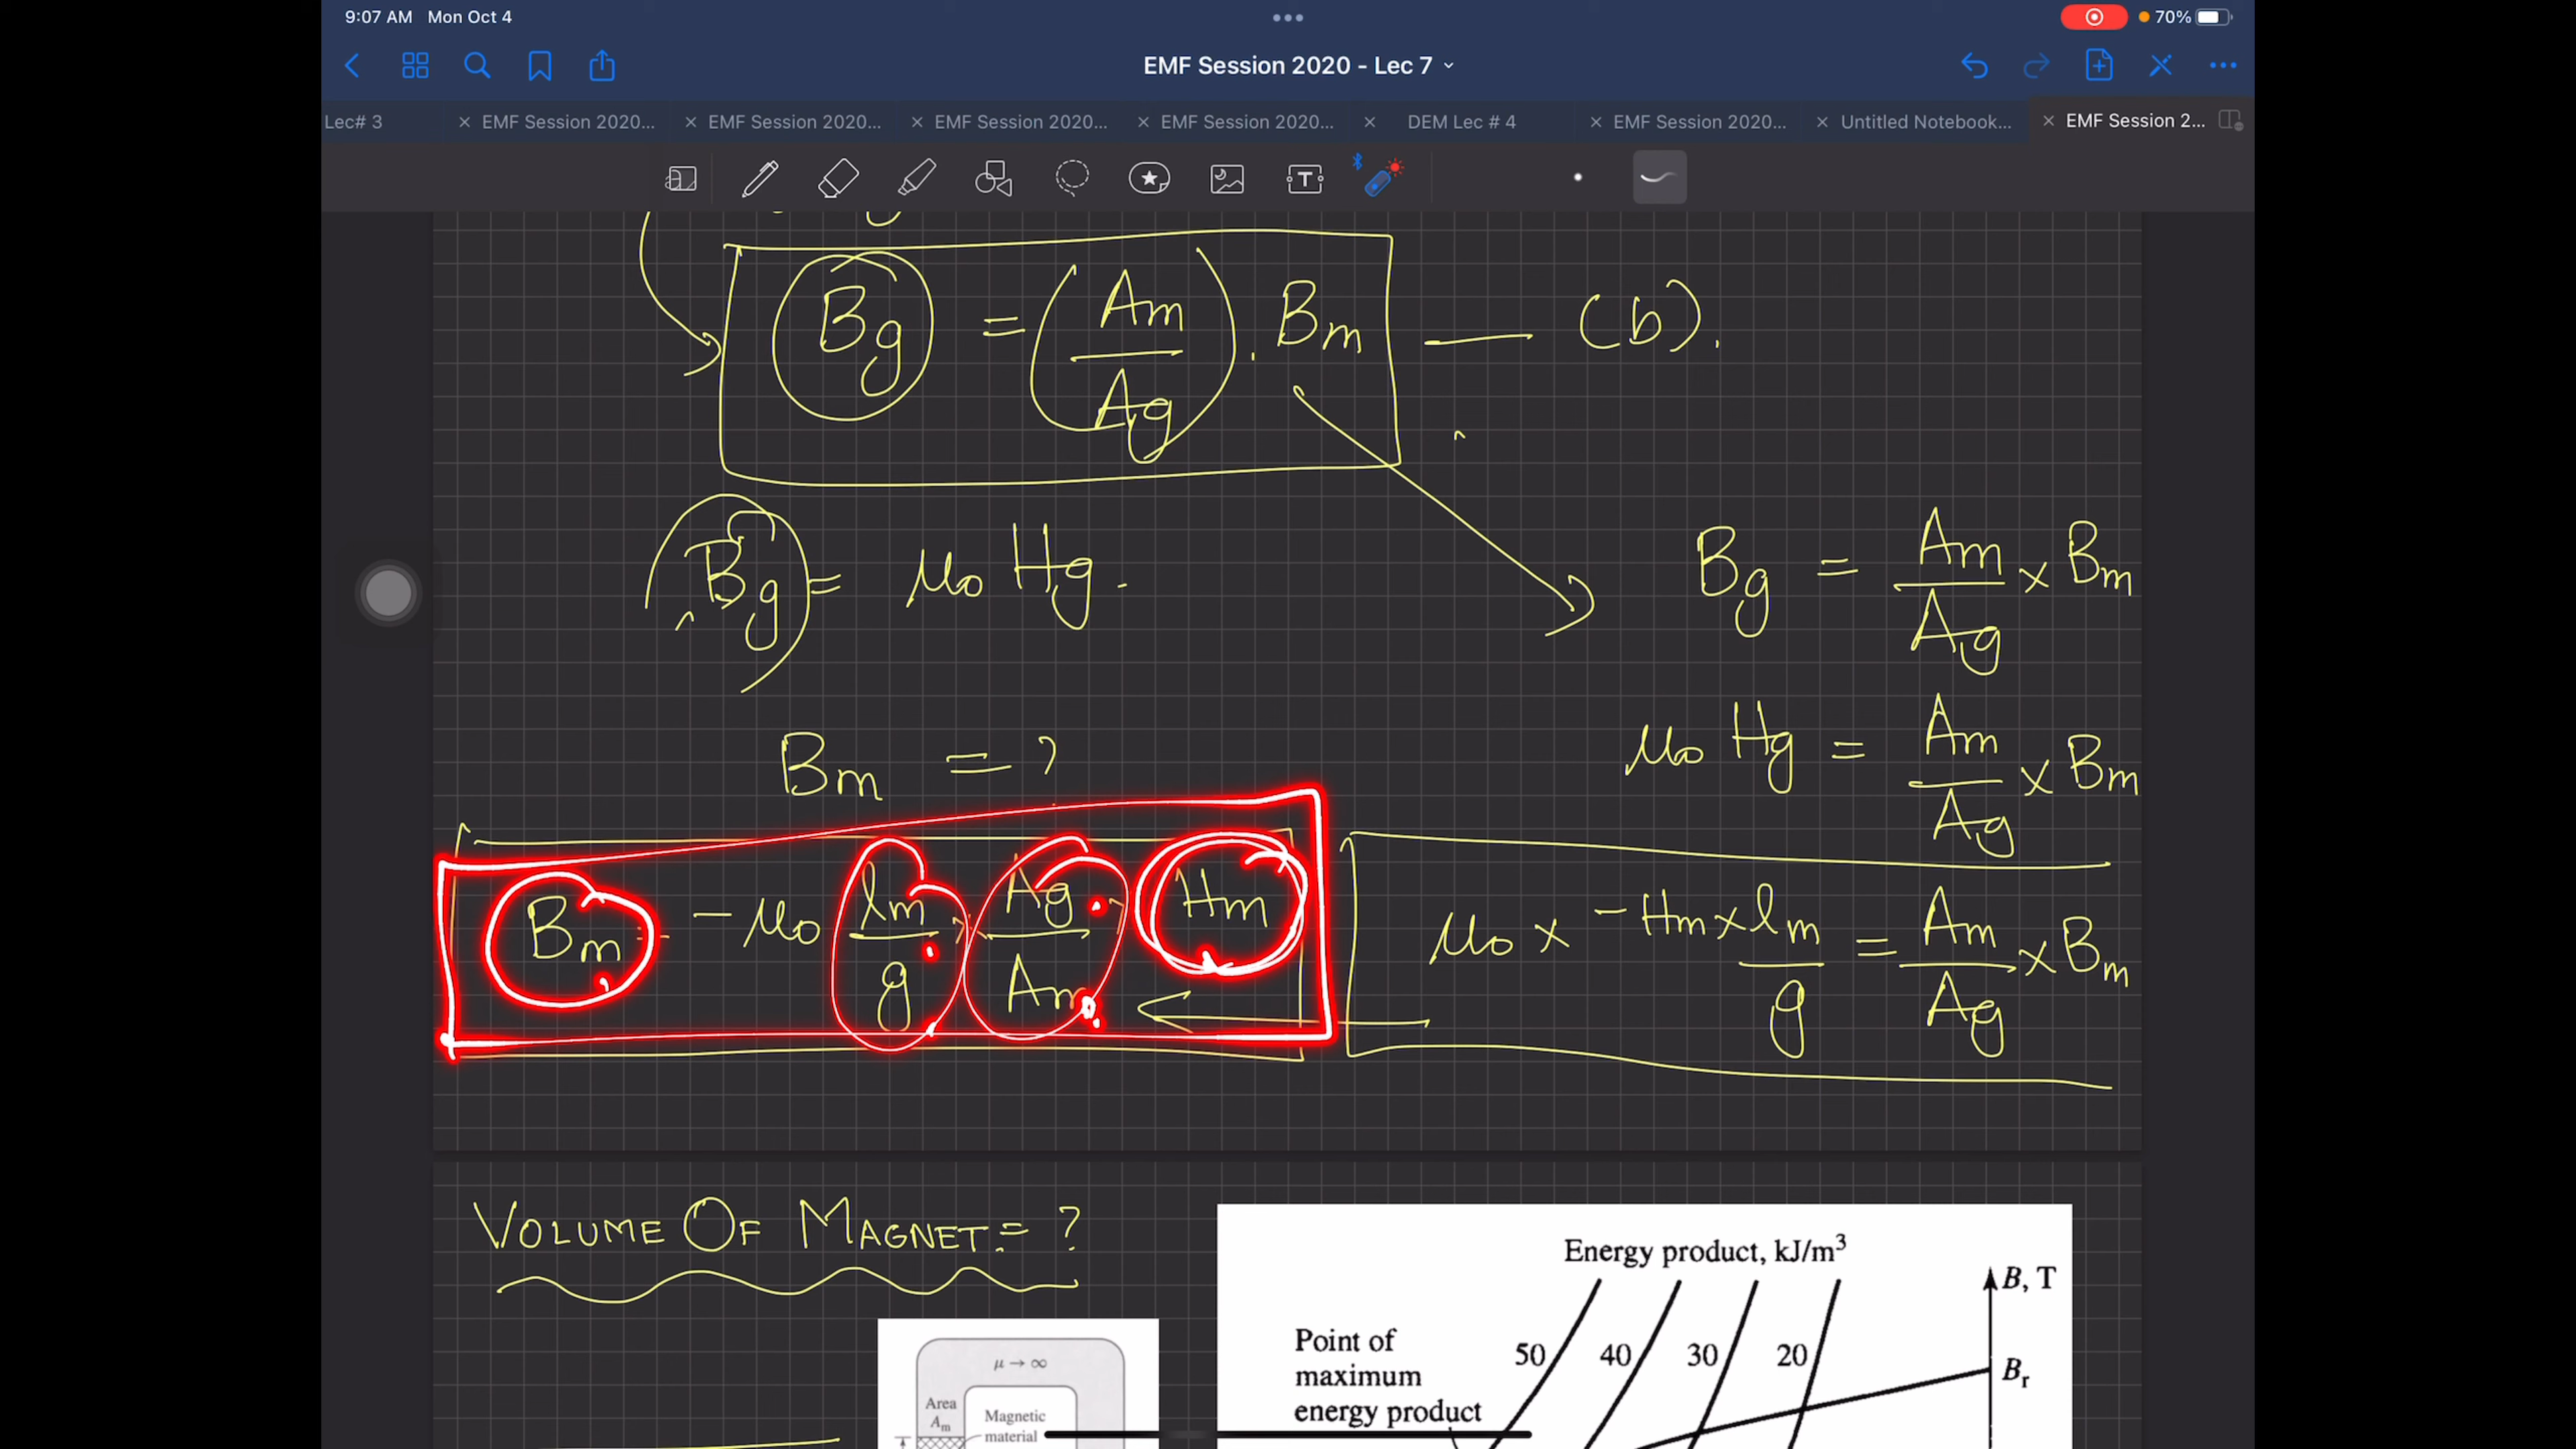 9:07 AM Mon Oct 4
70%
EMF Session 2020 - Lec 7
Lec# 3
EMF Session 2020...
EMF Session 2020...
EMF Session 2020...
EMF Session 2020...
DEM Lec # 4
EMF Session 2020...
Untitled Notebook...
EMF Session 2...
Bg = (Am/Ag) . Bm — (b).
Bg = μo Hg.
Bg = Am/Ag × Bm
μo Hg = Am/Ag × Bm
Bm = ?
Bm = -μo lm/g × Ag/Am × Hm
μo × -Hm × lm/g = Am/Ag × Bm
VOLUME OF MAGNET = ?
Energy product, kJ/m³
B, T
Point of
maximum
energy product
50
40
30
20
Br
μ → ∞
Area
Am
Magnetic
material